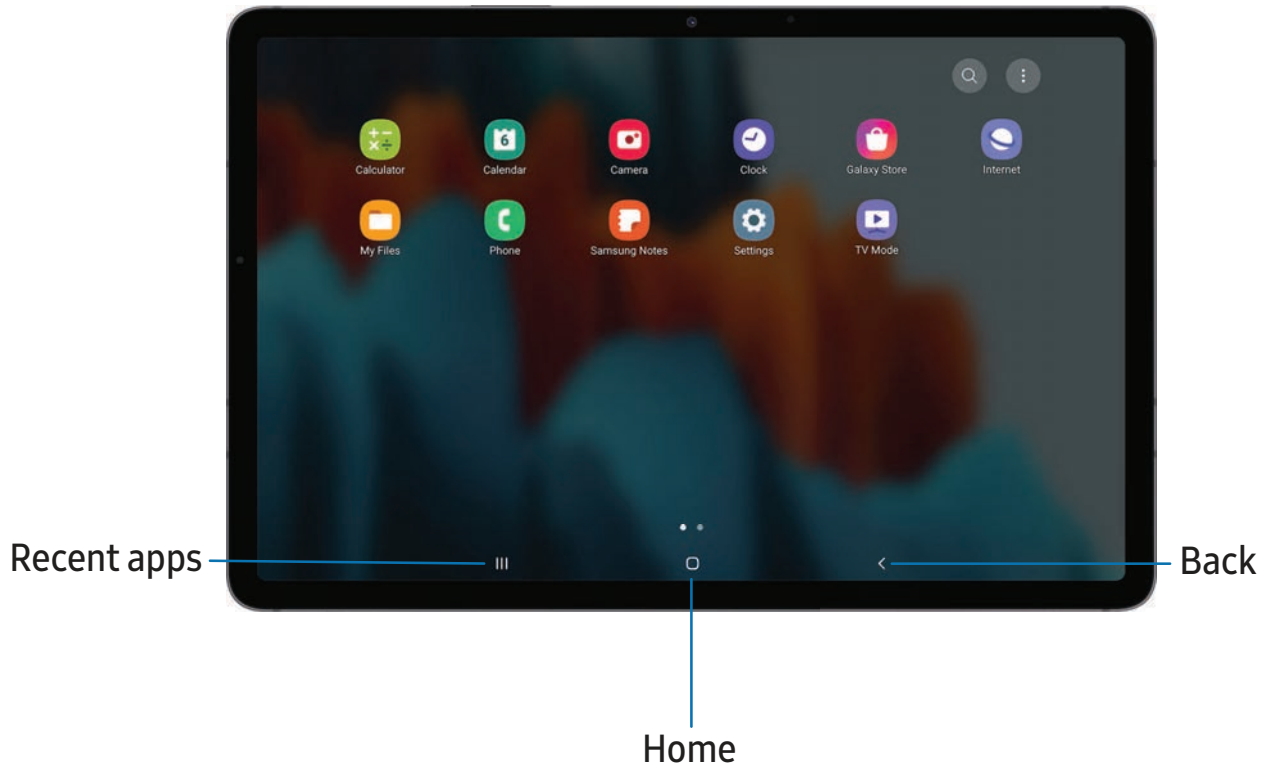 Calculator
Calendar
6
Camera
Clock
Galaxy Store
Internet
My Files
Phone
Samsung Notes
Settings
TV Mode
Recent apps
Back
Home